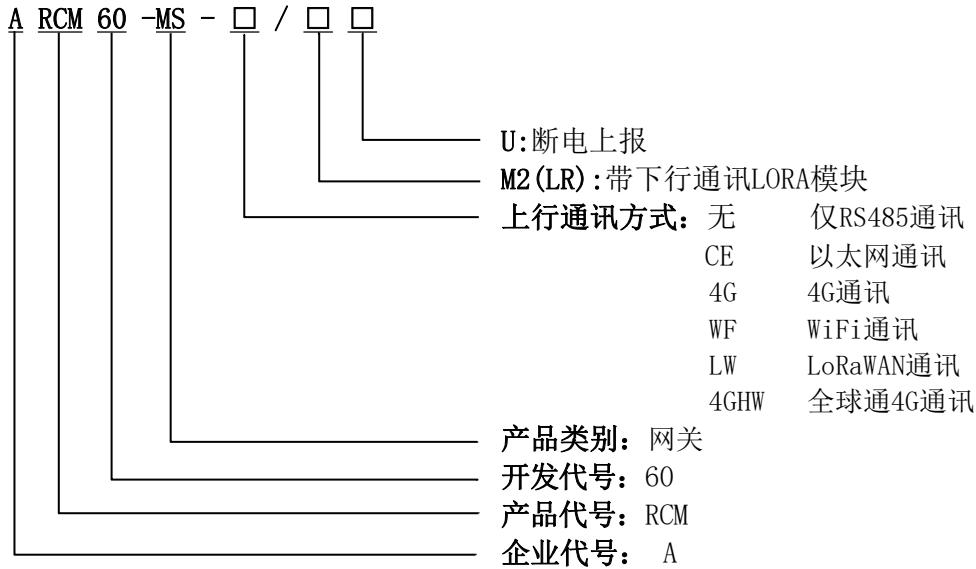 A RCM 60 -MS - □ / □ □
U:断电上报
M2(LR):带下行通讯LORA模块
上行通讯方式: 无 仅RS485通讯
CE 以太网通讯
4G 4G通讯
WF WiFi通讯
LW LoRaWAN通讯
4GHW 全球通4G通讯
产品类别: 网关
开发代号: 60
产品代号: RCM
企业代号: A